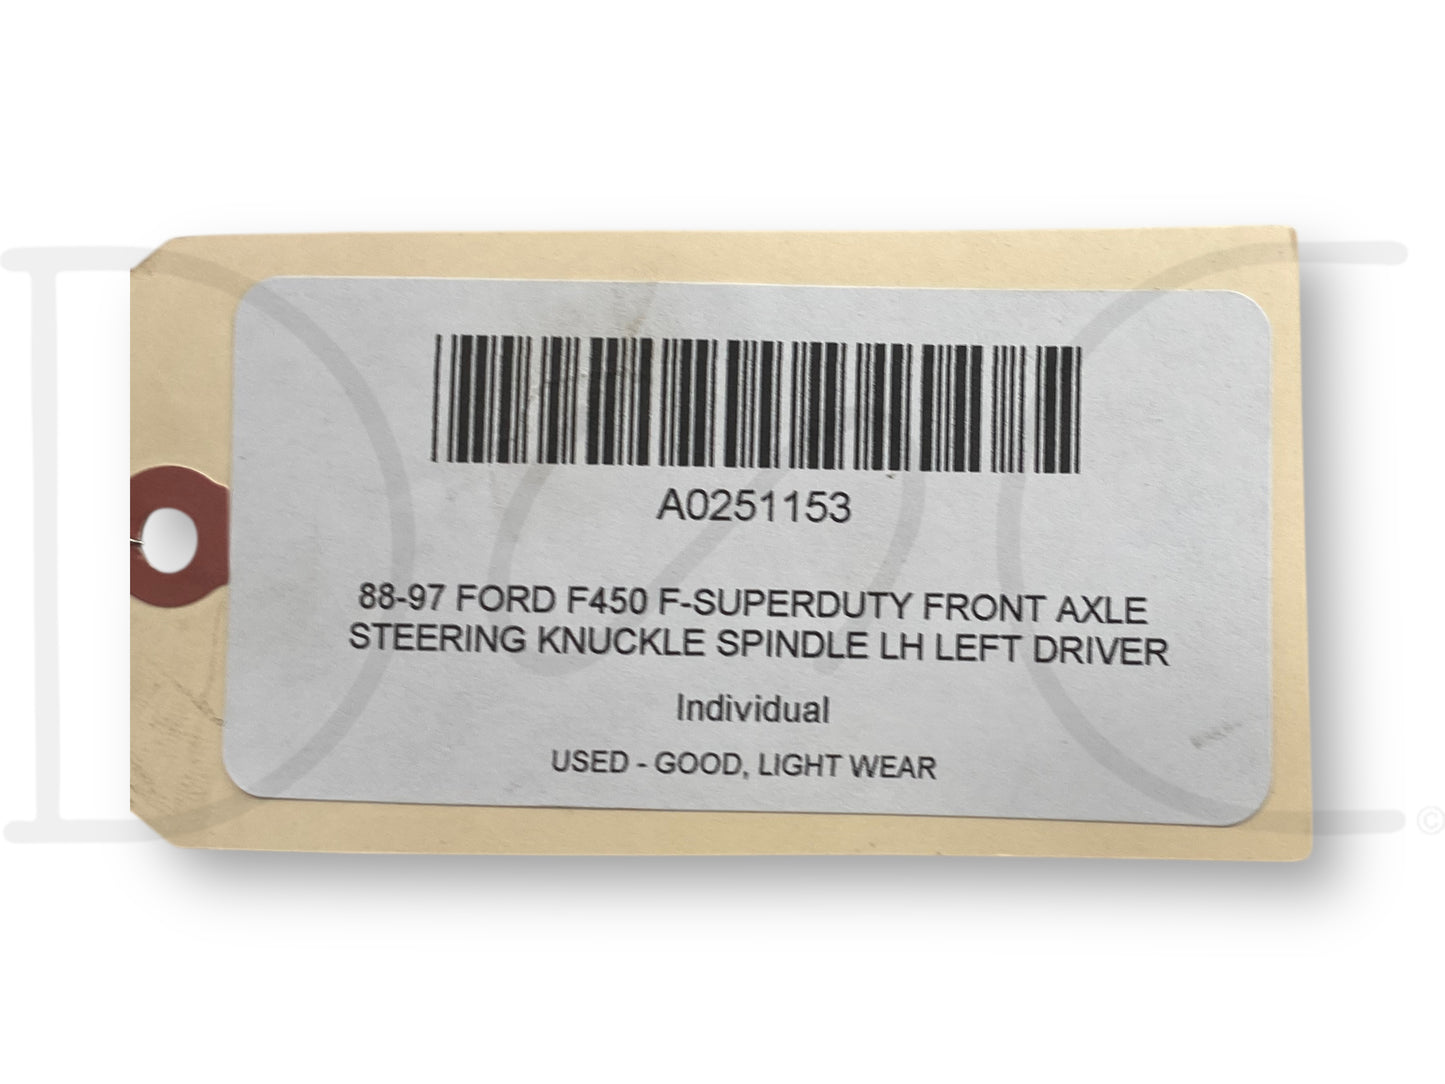 A0251153
88-97 FORD F450 F-SUPERDUTY FRONT AXLE
STEERING KNUCKLE SPINDLE LH LEFT DRIVER
Individual
USED - GOOD, LIGHT WEAR
©